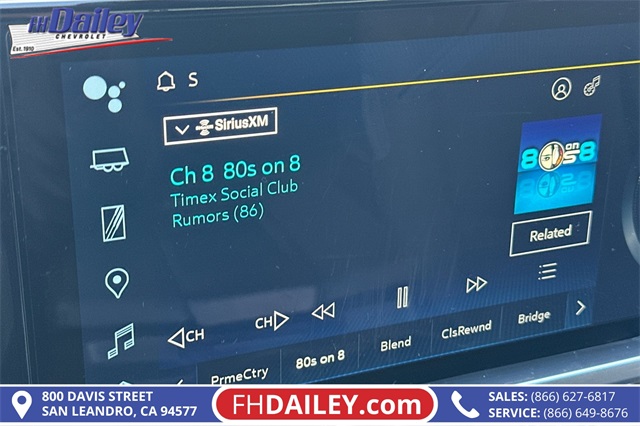 FHDailey
CHEVROLET
Est. 1910
S
SiriusXM
Ch 8 80s on 8
Timex Social Club
Rumors (86)
80s on 8
Related
CH
CH
PrmeCtry
80s on 8
Blend
ClsRewnd
Bridge
800 DAVIS STREET
SAN LEANDRO, CA 94577
FHDAILEY.com
SALES: (866) 627-6817
SERVICE: (866) 649-8676